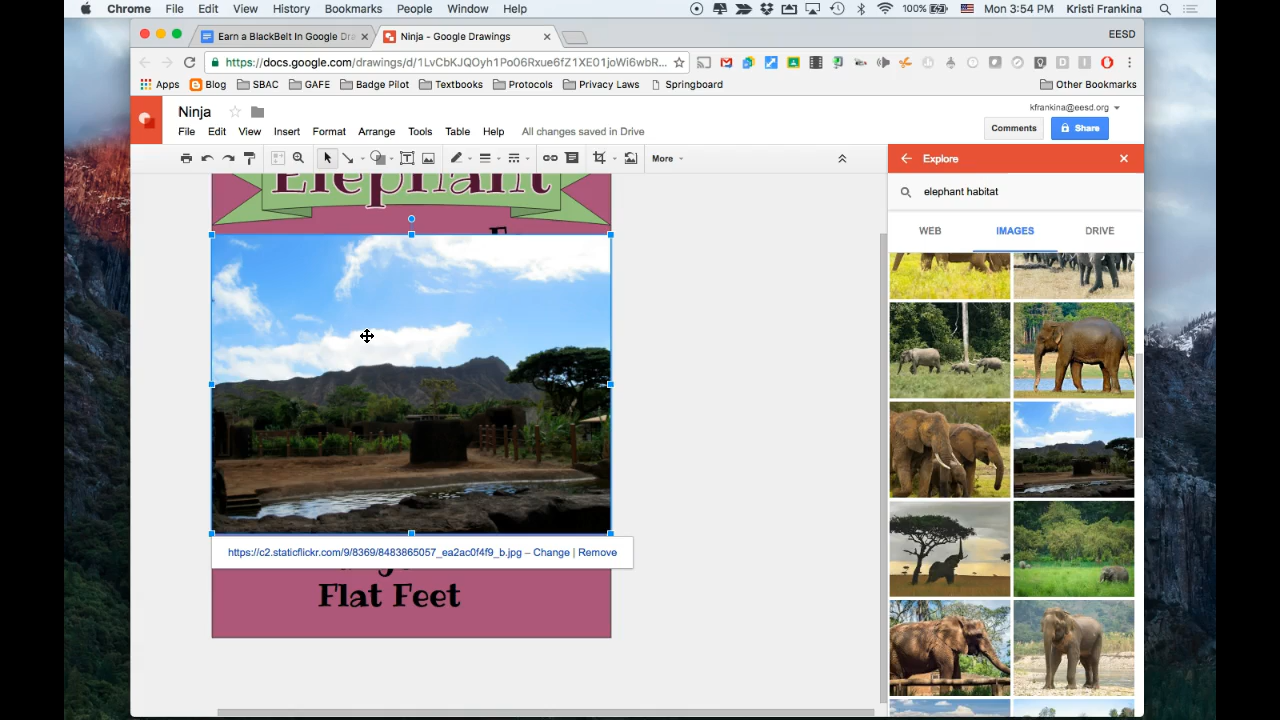 Chrome File Edit View History Bookmarks People Window Help 100% Mon 3:54 PM Kristi Frankina
Earn a BlackBelt In Google Dra Ninja - Google Drawings EESD
https://docs.google.com/drawings/d/1LvCbKJQOyh1Po06Rxue6fZ1XE01joWi6wbR...
Apps Blog SBAC GAFE Badge Pilot Textbooks Protocols Privacy Laws Springboard Other Bookmarks
Ninja
kfrankina@eesd.org
File Edit View Insert Format Arrange Tools Table Help All changes saved in Drive
Comments Share
More
Explore
elephant habitat
WEB IMAGES DRIVE
Elephant
https://c2.staticflickr.com/9/8369/8483865057_ea2ac0f4f9_b.jpg – Change | Remove
Flat Feet